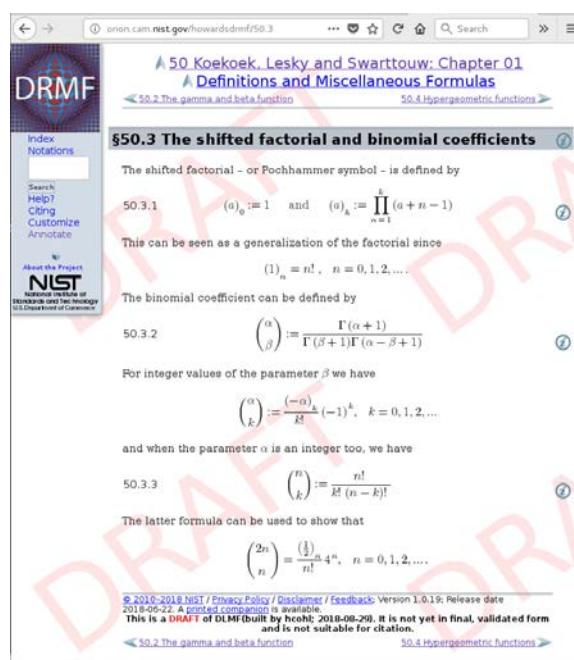 onon.cam.nist.gov/howardsdrmf/50.3
Search
DRMF
Index
Notations
Search
Help?
Citing
Customize
Annotate
About the Project
NIST
National Institute of
Standards and Technology
U.S. Department of Commerce
50 Koekoek, Lesky and Swarttouw: Chapter 01
Definitions and Miscellaneous Formulas
50.2 The gamma and beta function 50.4 Hypergeometric functions
§50.3 The shifted factorial and binomial coefficients
The shifted factorial – or Pochhammer symbol – is defined by
50.3.1 (a)₀ := 1 and (a)ₖ := ∏ₙ₌₁ᵏ (a + n − 1)
This can be seen as a generalization of the factorial since
(1)ₙ = n! , n = 0, 1, 2, … .
The binomial coefficient can be defined by
50.3.2 (α β) := Γ (α + 1) / Γ (β + 1) Γ (α − β + 1)
For integer values of the parameter β we have
(α k) := (−α)ₖ / k! (−1)ᵏ, k = 0, 1, 2, …
and when the parameter α is an integer too, we have
50.3.3 (n k) := n! / k! (n − k)!
The latter formula can be used to show that
(2n n) = (1/2)ₙ / n! 4ⁿ, n = 0, 1, 2, … .
© 2010–2018 NIST / Privacy Policy / Disclaimer / Feedback; Version 1.0.19; Release date
2018-06-22. A printed companion is available.
This is a DRAFT of DLMF(built by hcohl; 2018-08-29). It is not yet in final, validated form
and is not suitable for citation.
50.2 The gamma and beta function 50.4 Hypergeometric functions
DRAFT
DRAFT
DRAFT
DRAFT